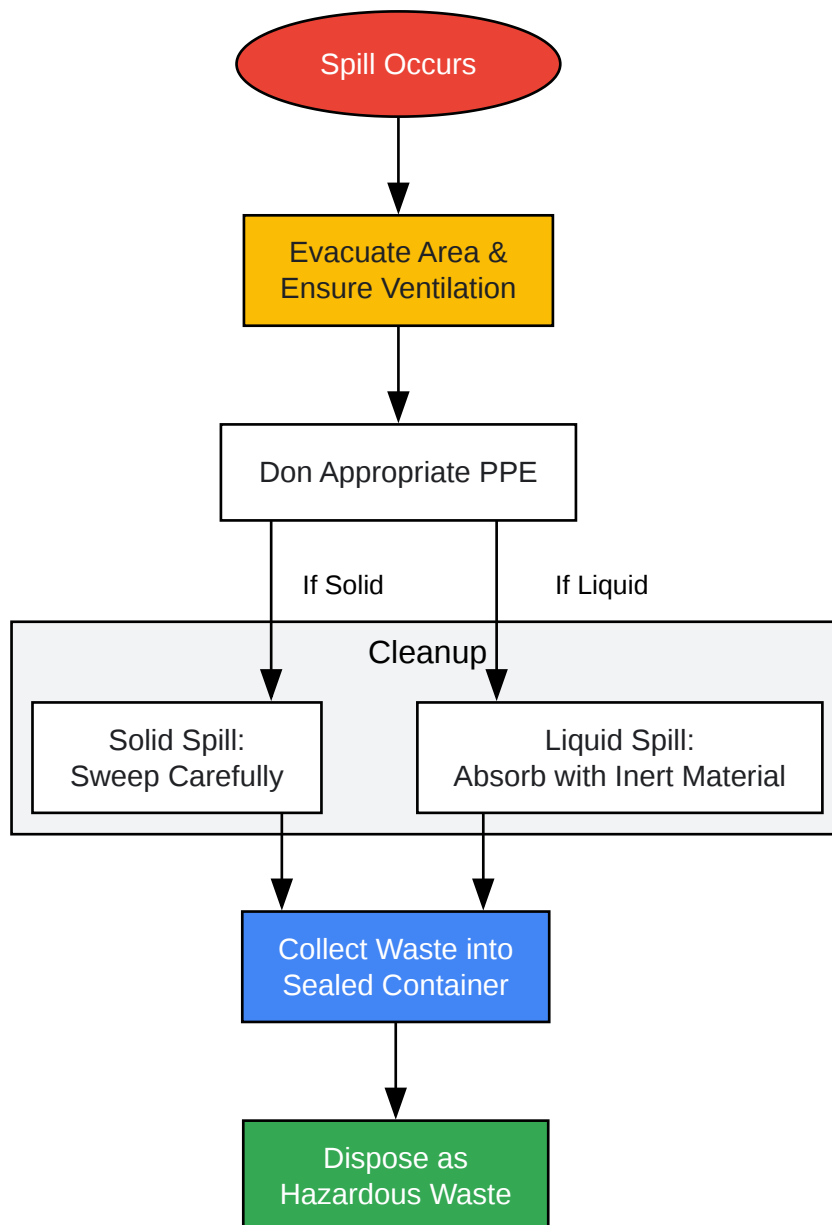 Spill Occurs
Evacuate Area &
Ensure Ventilation
Don Appropriate PPE
If Solid
If Liquid
Cleanup
Solid Spill:
Sweep Carefully
Liquid Spill:
Absorb with Inert Material
Collect Waste into
Sealed Container
Dispose as
Hazardous Waste